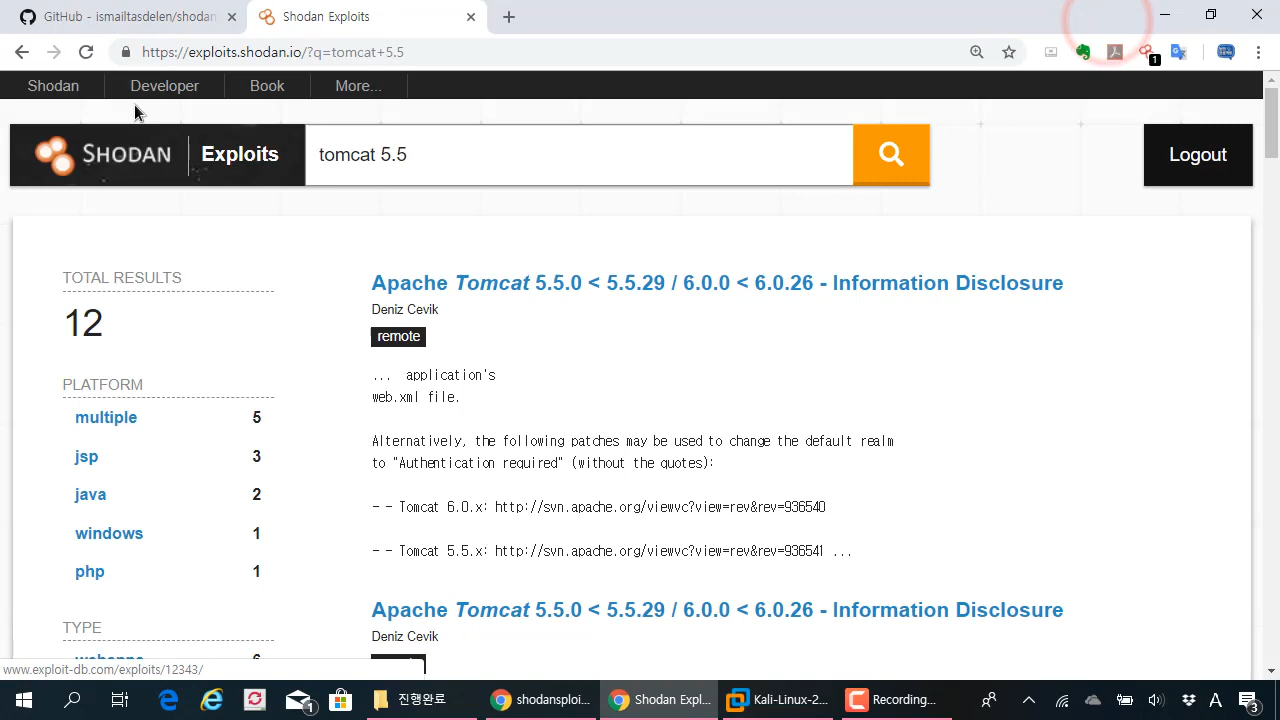 GitHub - ismailtasdelen/shodan
Shodan Exploits
https://exploits.shodan.io/?q=tomcat+5.5
1
Shodan
Developer
Book
More...
SHODAN
Exploits
tomcat 5.5
Logout
TOTAL RESULTS
12
PLATFORM
multiple 5
jsp 3
java 2
windows 1
php 1
TYPE
Apache Tomcat 5.5.0 < 5.5.29 / 6.0.0 < 6.0.26 - Information Disclosure
Deniz Cevik
remote
... application's
web.xml file.
Alternatively, the following patches may be used to change the default realm
to "Authentication required" (without the quotes):
- - Tomcat 6.0.x: http://svn.apache.org/viewvc?view=rev&rev=936540
- - Tomcat 5.5.x: http://svn.apache.org/viewvc?view=rev&rev=936541 ...
Apache Tomcat 5.5.0 < 5.5.29 / 6.0.0 < 6.0.26 - Information Disclosure
Deniz Cevik
www.exploit-db.com/exploits/12343/
1
진행완료
shodansploi...
Shodan Expl...
Kali-Linux-2...
Recording...
A
3